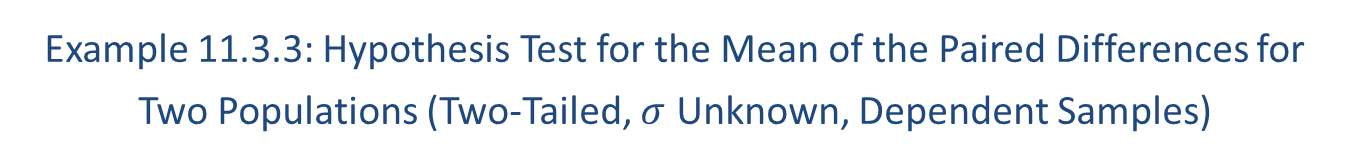 Example 11.3.3: Hypothesis Test for the Mean of the Paired Differences for
Two Populations (Two-Tailed, σ Unknown, Dependent Samples)